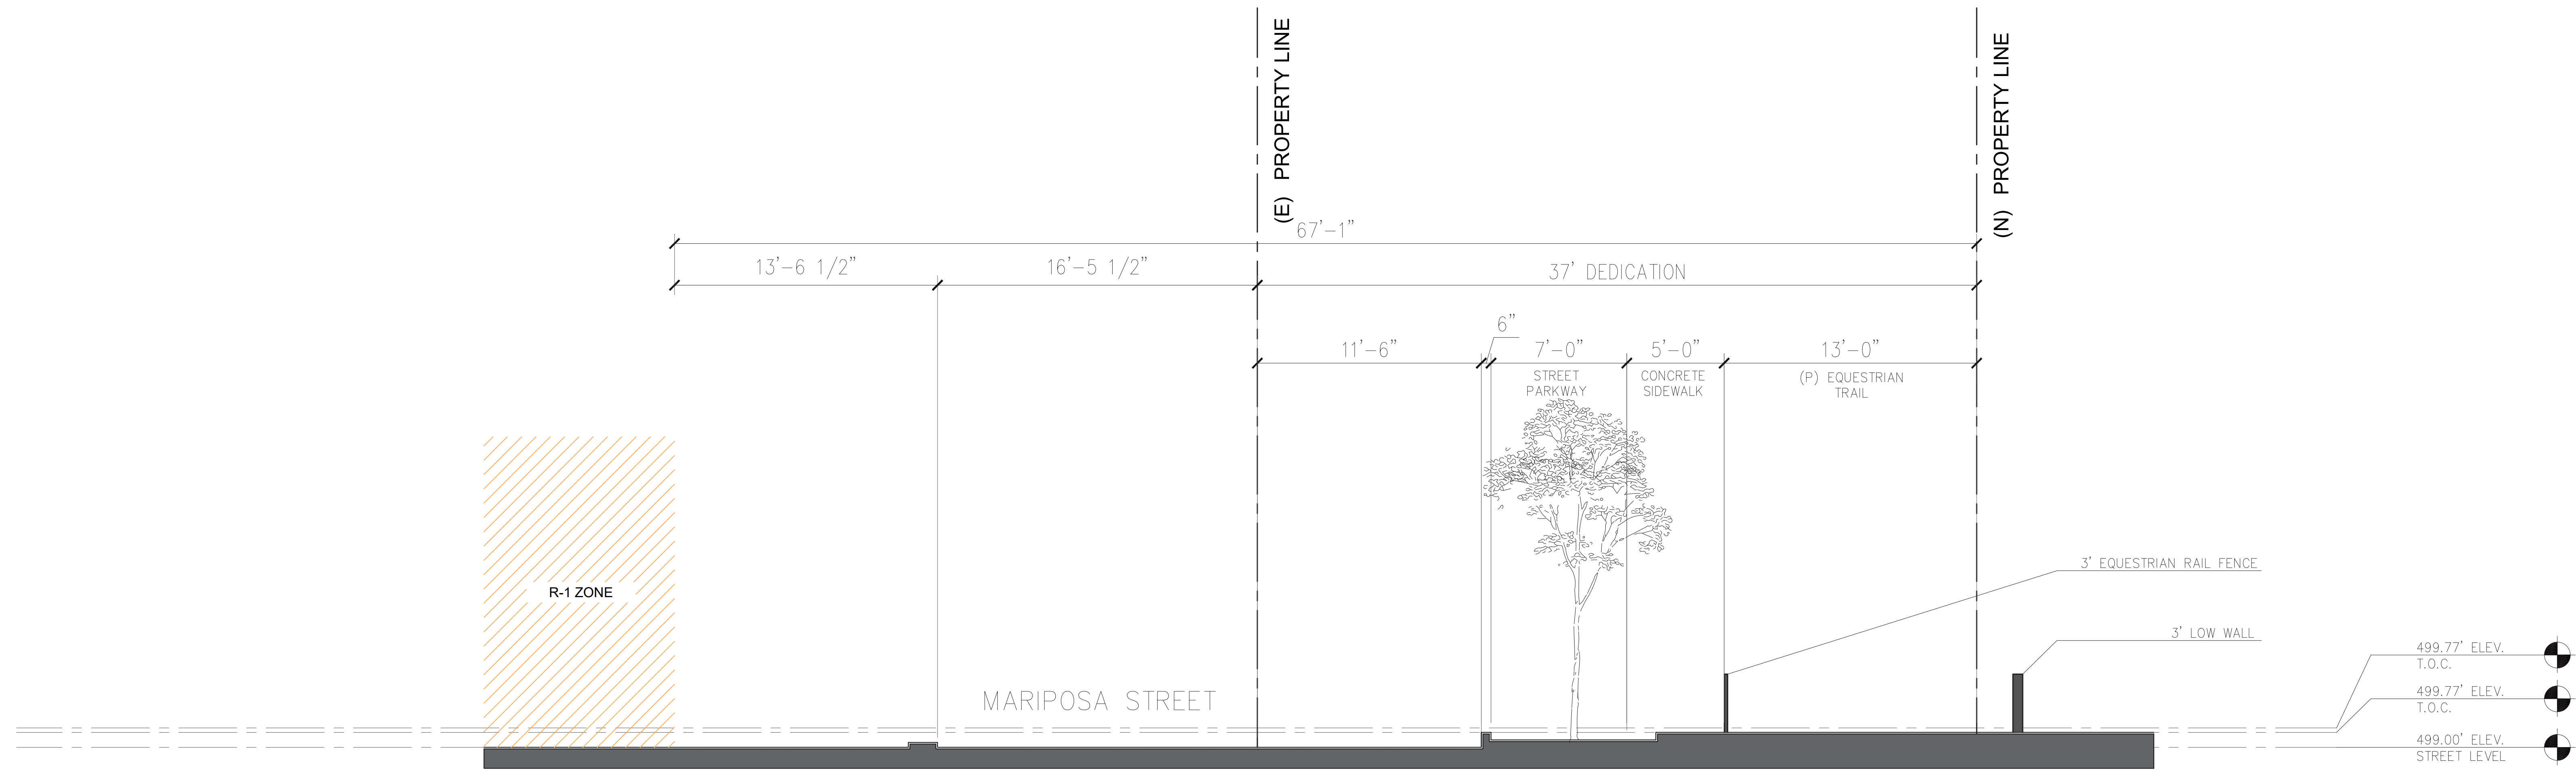 (E) PROPERTY LINE
(N) PROPERTY LINE
67'-1"
13'-6 1/2"
16'-5 1/2"
37' DEDICATION
6"
11'-6"
7'-0"
5'-0"
13'-0"
STREET
PARKWAY
CONCRETE
SIDEWALK
(P) EQUESTRIAN
TRAIL
R-1 ZONE
3' EQUESTRIAN RAIL FENCE
3' LOW WALL
MARIPOSA STREET
499.77' ELEV.
T.O.C.
499.77' ELEV.
T.O.C.
499.00' ELEV.
STREET LEVEL